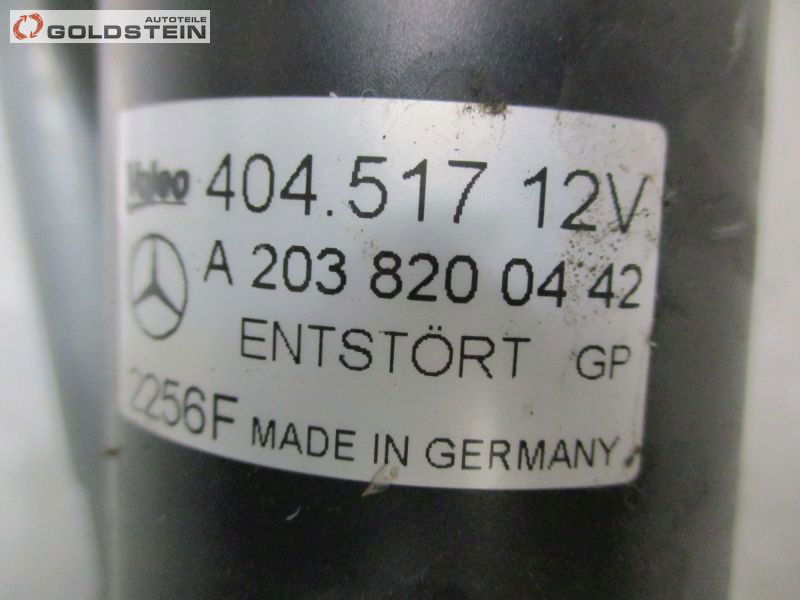 AUTOTEILE
GOLDSTEIN
Valeo 404.517 12V
A 203 820 04 42
ENTSTÖRT GP
2256F MADE IN GERMANY